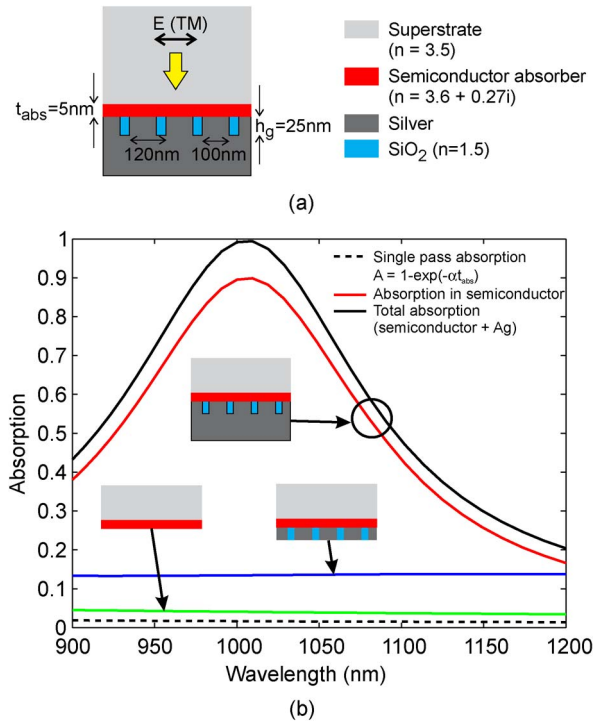 (a)
E (TM)
t_abs=5nm
h_g=25nm
120nm
100nm
Superstrate
(n = 3.5)
Semiconductor absorber
(n = 3.6 + 0.27i)
Silver
SiO2 (n=1.5)
(a)
Absorption
1
0.9
0.8
0.7
0.6
0.5
0.4
0.3
0.2
0.1
0
Single pass absorption
A = 1-exp(-αt_abs)
Absorption in semiconductor
Total absorption
(semiconductor + Ag)
900
950
1000
1050
1100
1150
1200
Wavelength (nm)
(b)